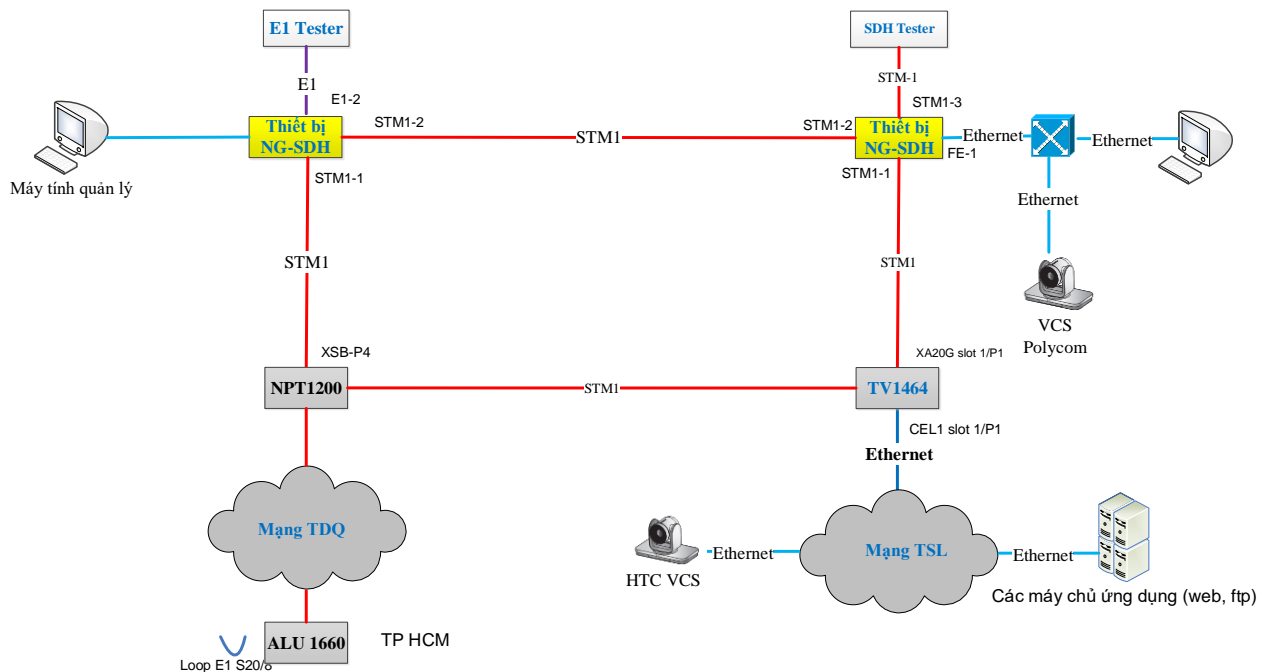 E1 Tester
SDH Tester
E1
STM-1
E1-2
STM1-3
Thiết bị
NG-SDH
STM1-2
STM1
STM1-2
Thiết bị
NG-SDH
Ethernet
FE-1
Ethernet
Máy tính quản lý
STM1-1
STM1-1
Ethernet
STM1
STM1
VCS
Polycom
XSB-P4
XA20G slot 1/P1
NPT1200
STM1
TV1464
CEL1 slot 1/P1
Ethernet
Mạng TDQ
Mạng TSL
Ethernet
HTC VCS
Ethernet
Các máy chủ ứng dụng (web, ftp)
ALU 1660
TP HCM
Loop E1 S20/8